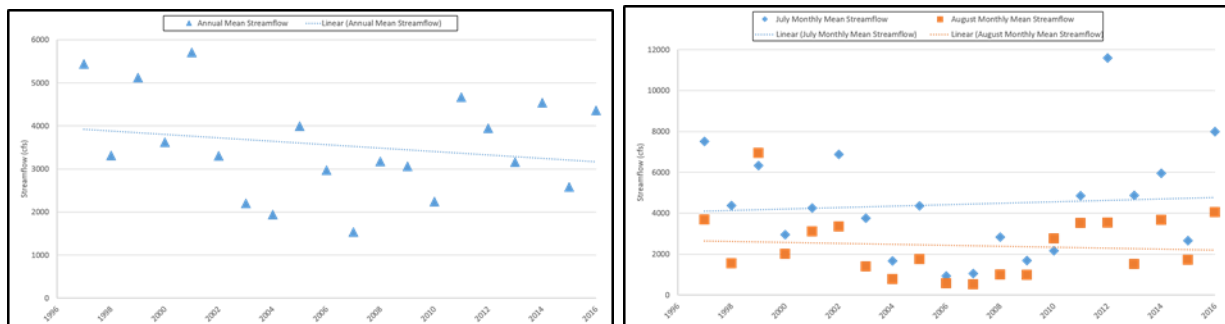 Annual Mean Streamflow Linear (Annual Mean Streamflow)
6000
5000
4000
3000
2000
1000
0
Streamflow (cfs)
1996 1998 2000 2002 2004 2006 2008 2010 2012 2014 2016
July Monthly Mean Streamflow August Monthly Mean Streamflow
Linear (July Monthly Mean Streamflow) Linear (August Monthly Mean Streamflow)
12000
10000
8000
6000
4000
2000
0
Streamflow (cfs)
1996 1998 2000 2002 2004 2006 2008 2010 2012 2014 2016